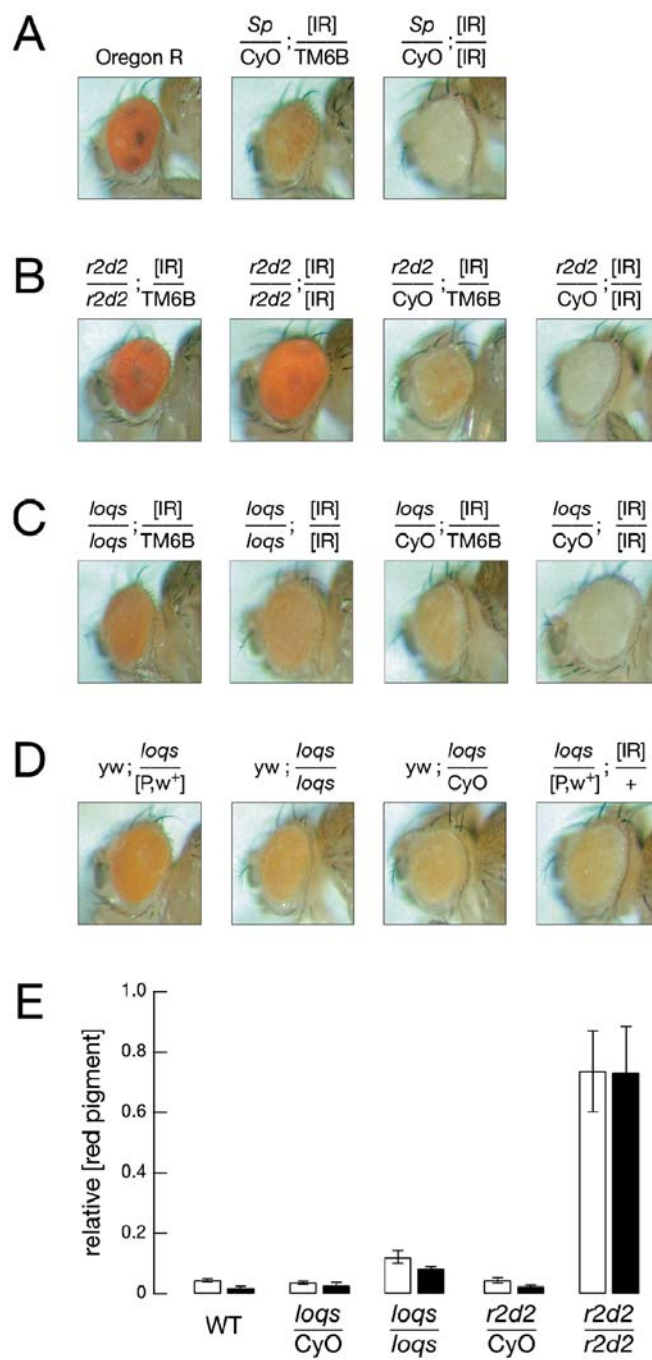 A
Oregon R
Sp/CyO ; [IR]/TM6B
Sp/CyO ; [IR]/[IR]
B
r2d2/r2d2 ; [IR]/TM6B
r2d2/r2d2 ; [IR]/[IR]
r2d2/CyO ; [IR]/TM6B
r2d2/CyO ; [IR]/[IR]
C
loqs/loqs ; [IR]/TM6B
loqs/loqs ; [IR]/[IR]
loqs/CyO ; [IR]/TM6B
loqs/CyO ; [IR]/[IR]
D
yw ; loqs/[P,w+]
yw ; loqs/loqs
yw ; loqs/CyO
loqs/[P,w+] ; [IR]/+
E
relative [red pigment]
1.0
0.8
0.6
0.4
0.2
0
WT
loqs/CyO
loqs/loqs
r2d2/CyO
r2d2/r2d2